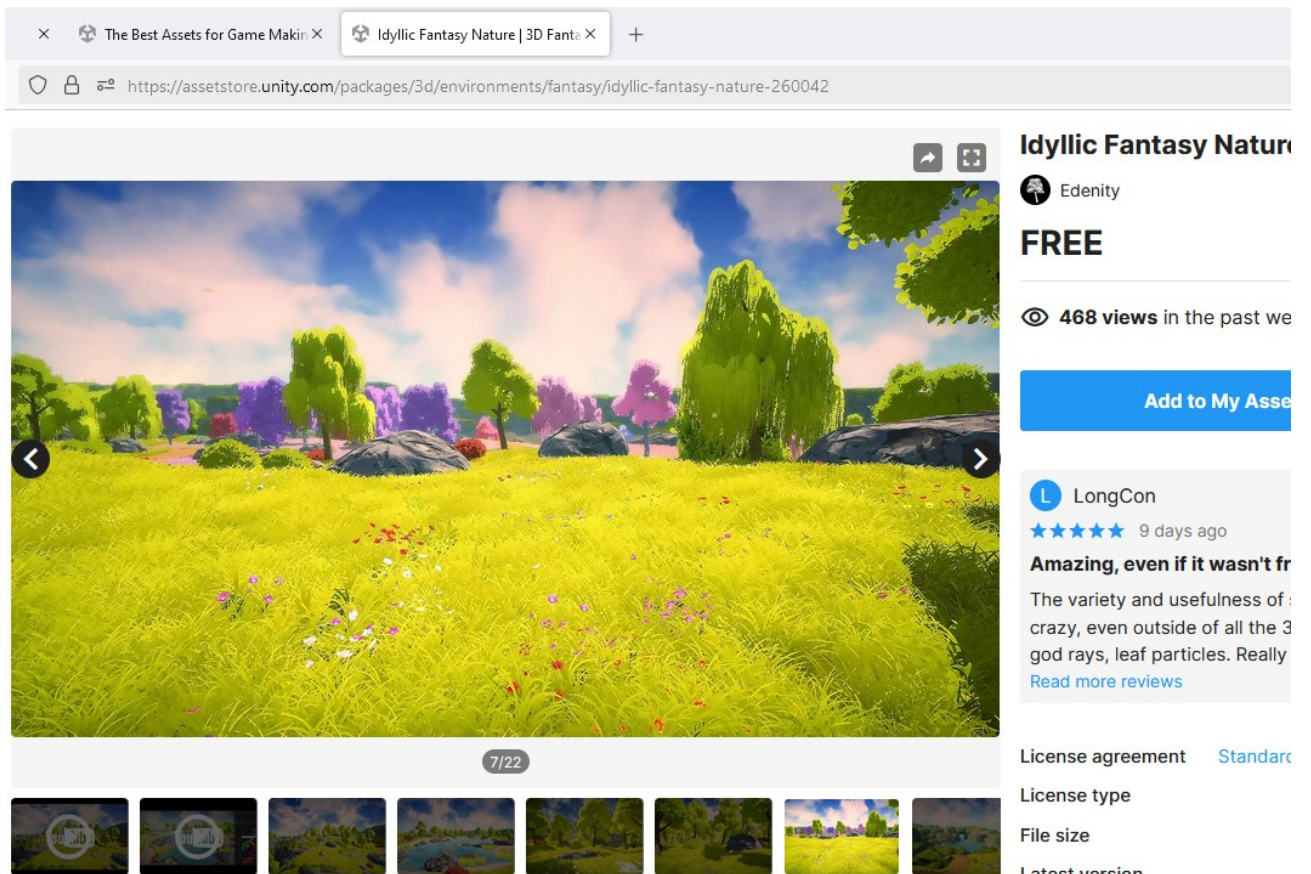 The Best Assets for Game Makin
Idyllic Fantasy Nature | 3D Fanta
https://assetstore.unity.com/packages/3d/environments/fantasy/idyllic-fantasy-nature-260042
Idyllic Fantasy Nature
Edenity
FREE
468 views in the past we
Add to My Asse
L LongCon
9 days ago
Amazing, even if it wasn't fr
The variety and usefulness of
crazy, even outside of all the 3
god rays, leaf particles. Really
Read more reviews
7/22
License agreement Standard
License type
File size
Latest version